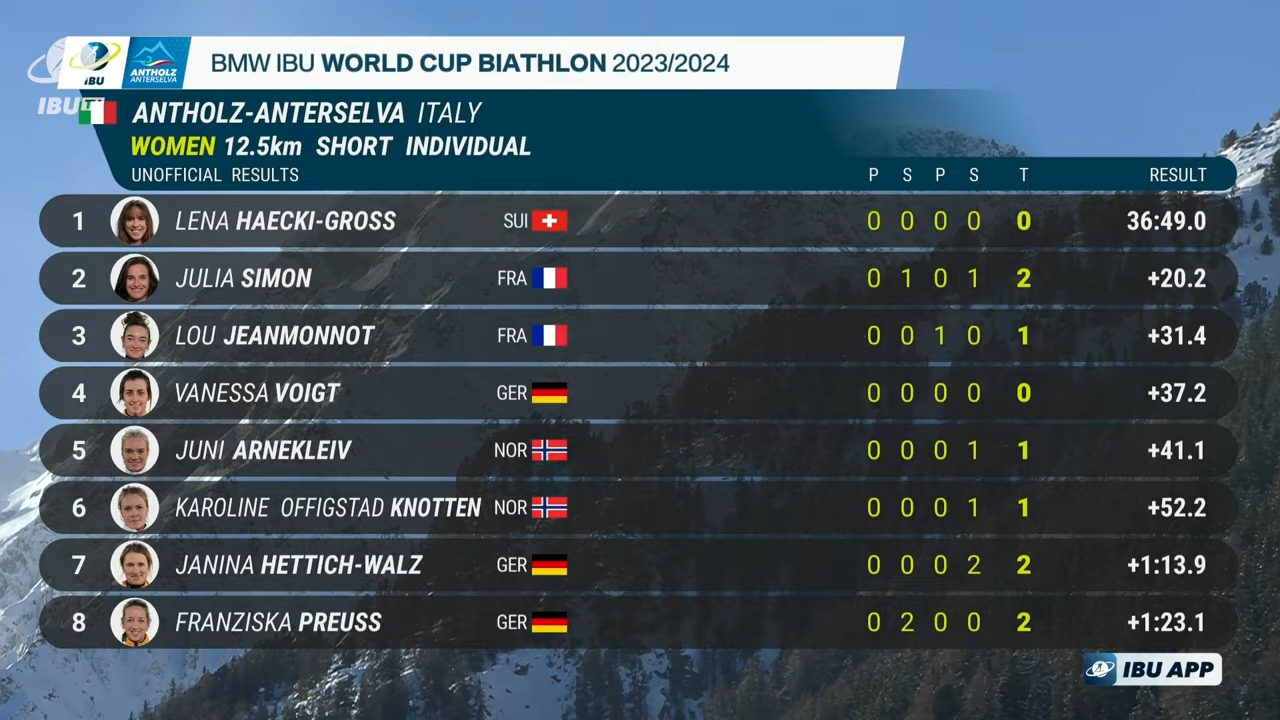 IBU
ANTHOLZ
ANTERSELVA
BMW IBU WORLD CUP BIATHLON 2023/2024
IBU
ANTHOLZ-ANTERSELVA ITALY
WOMEN 12.5km SHORT INDIVIDUAL
UNOFFICIAL RESULTS P S P S T RESULT
1 LENA HAECKI-GROSS SUI 0 0 0 0 0 36:49.0
2 JULIA SIMON FRA 0 1 0 1 2 +20.2
3 LOU JEANMONNOT FRA 0 0 1 0 1 +31.4
4 VANESSA VOIGT GER 0 0 0 0 0 +37.2
5 JUNI ARNEKLEIV NOR 0 0 0 1 1 +41.1
6 KAROLINE OFFIGSTAD KNOTTEN NOR 0 0 0 1 1 +52.2
7 JANINA HETTICH-WALZ GER 0 0 0 2 2 +1:13.9
8 FRANZISKA PREUSS GER 0 2 0 0 2 +1:23.1
IBU APP